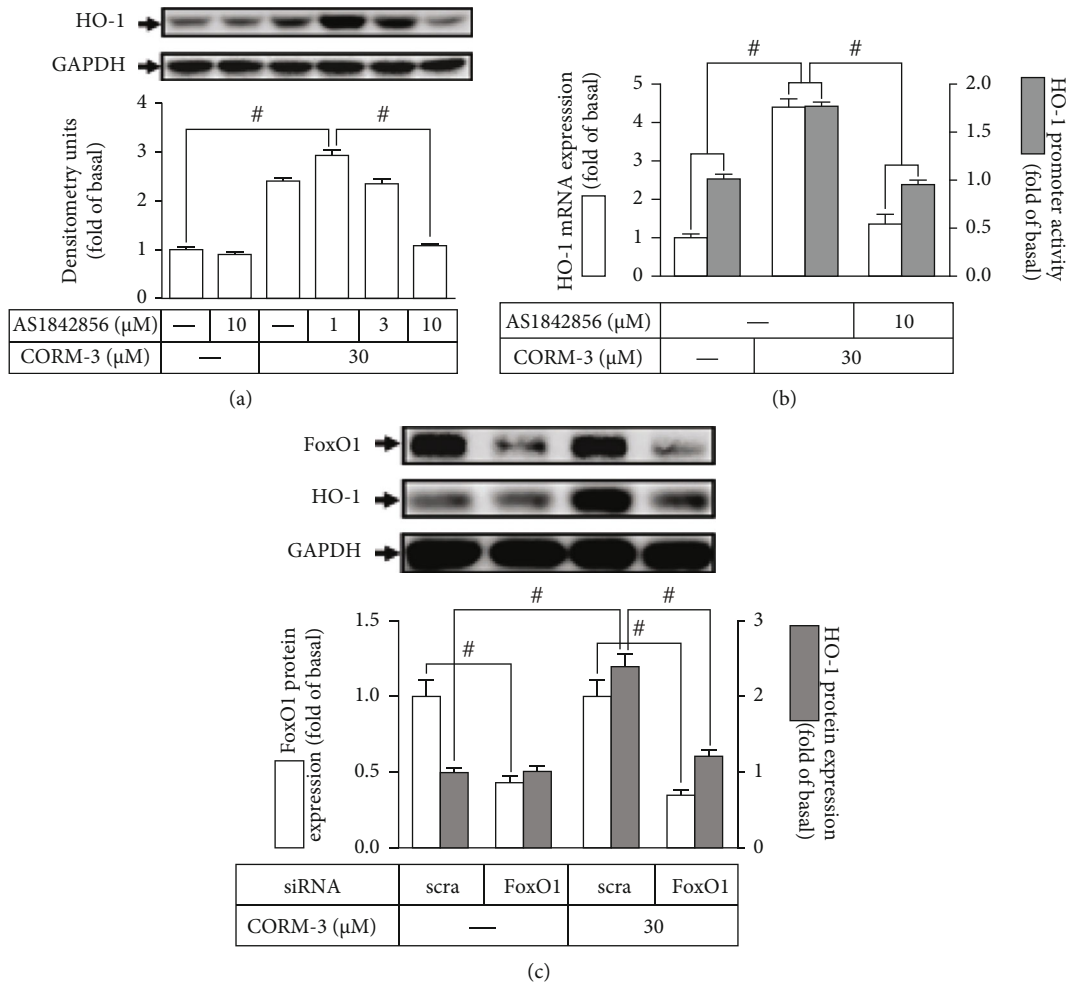 HO-1
GAPDH
Densitometry units
(fold of basal)
4
3
2
1
0
#
#
AS1842856 (μM)
—
10
—
1
3
10
CORM-3 (μM)
—
30
(a)
HO-1 mRNA expresssion
(fold of basal)
5
4
3
2
1
0
#
#
2.0
1.5
1.0
0.5
0.0
HO-1 promoter activity
(fold of basal)
AS1842856 (μM)
—
10
CORM-3 (μM)
—
30
(b)
FoxO1
HO-1
GAPDH
FoxO1 protein
expression (fold of basal)
1.5
1.0
0.5
0.0
#
#
#
#
3
2
1
0
HO-1 protein expression
(fold of basal)
siRNA
scra
FoxO1
scra
FoxO1
CORM-3 (μM)
—
30
(c)